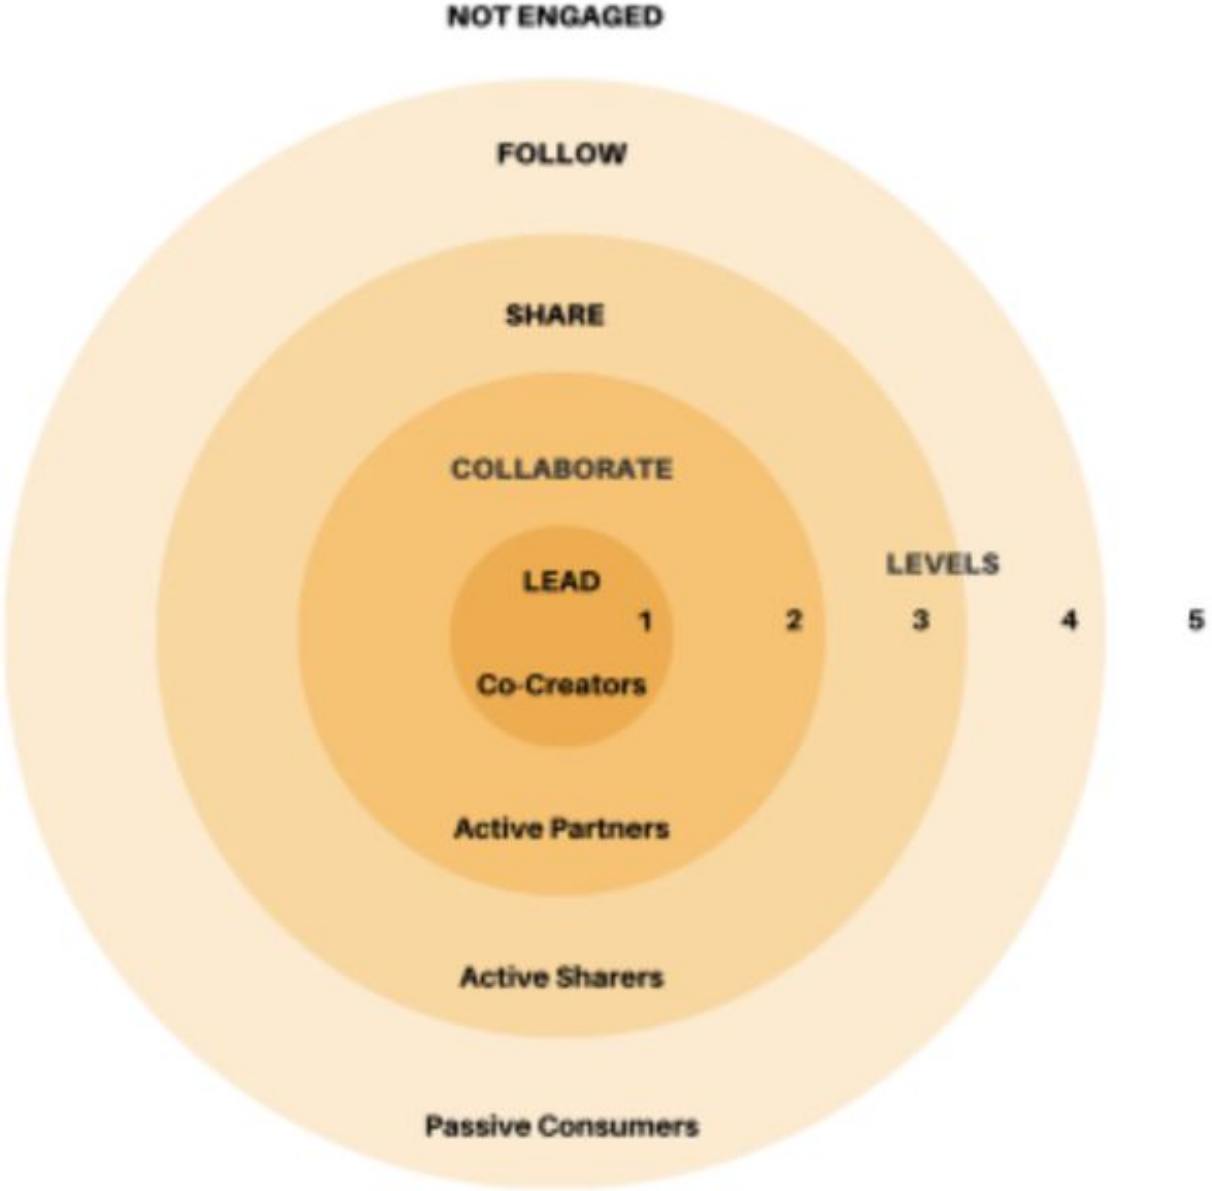 NOT ENGAGED
FOLLOW
SHARE
COLLABORATE
LEVELS
LEAD
1 2 3 4 5
Co-Creators
Active Partners
Active Sharers
Passive Consumers